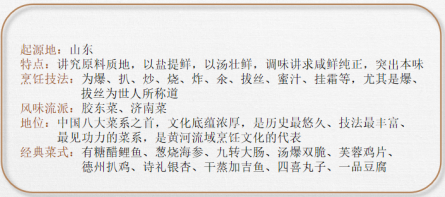 起源地：山东
特点：讲究原料质地，以盐提鲜，以汤壮鲜，调味讲求咸鲜纯正，突出本味
烹饪技法：为爆、扒、炒、烧、炸、汆、拔丝、蜜汁、挂霜等，尤其是爆、
拔丝为世人所称道
风味流派：胶东菜、济南菜
地位：中国八大菜系之首，文化底蕴浓厚，是历史最悠久、技法最丰富、
最见功力的菜系，是黄河流域烹饪文化的代表
经典菜式：有糖醋鲤鱼、葱烧海参、九转大肠、汤爆双脆、芙蓉鸡片、
德州扒鸡、诗礼银杏、干蒸加吉鱼、四喜丸子、一品豆腐